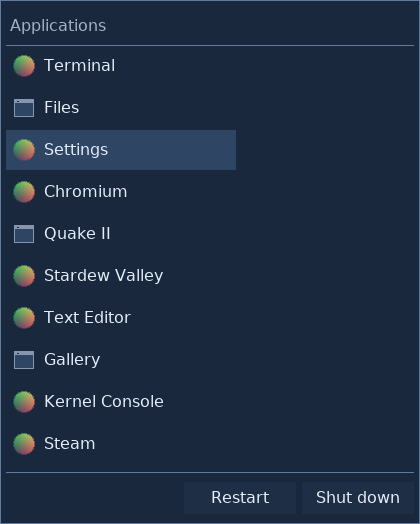 Applications
Terminal
Files
Settings
Chromium
Quake II
Stardew Valley
Text Editor
Gallery
Kernel Console
Steam
Restart Shut down